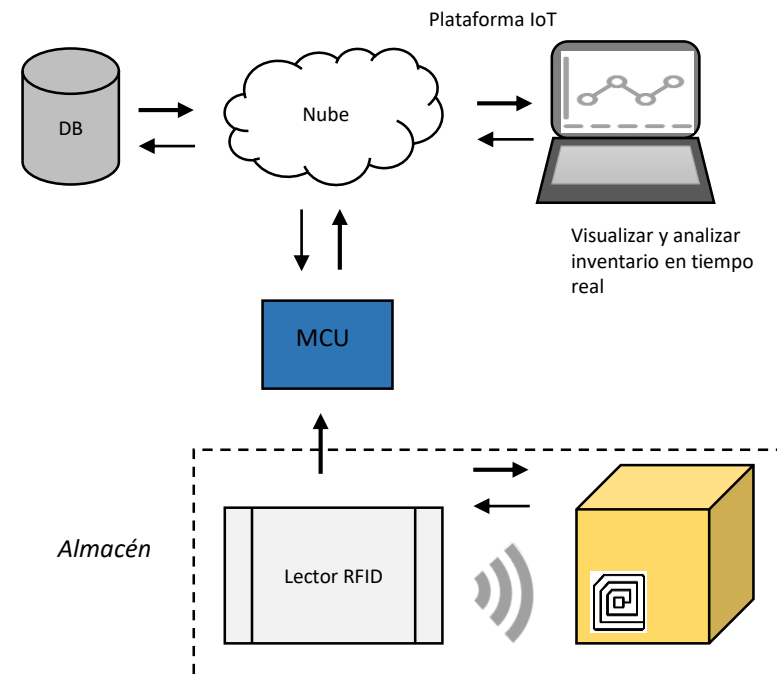 Plataforma IoT
DB
Nube
Visualizar y analizar
inventario en tiempo
real
MCU
Almacén
Lector RFID